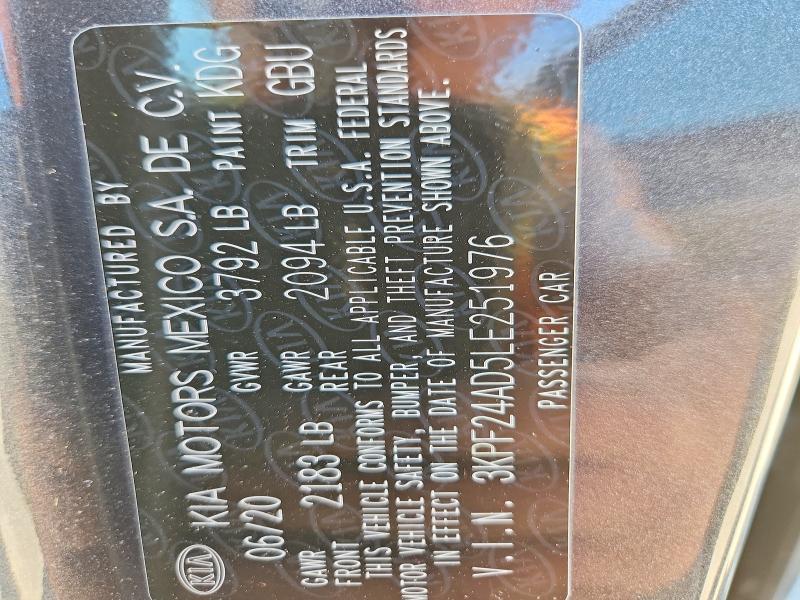 MANUFACTURED BY
KIA KIA MOTORS MEXICO S.A. DE C.V.
06/20 GVWR 3792 LB PAINT KDG
GAWR FRONT 2183 LB GAWR REAR 2094 LB TRIM GBU
THIS VEHICLE CONFORMS TO ALL APPLICABLE U.S.A. FEDERAL
MOTOR VEHICLE SAFETY, BUMPER, AND THEFT PREVENTION STANDARDS
IN EFFECT ON THE DATE OF MANUFACTURE SHOWN ABOVE.
V.I.N. 3KPF24AD5LE251976
PASSENGER CAR